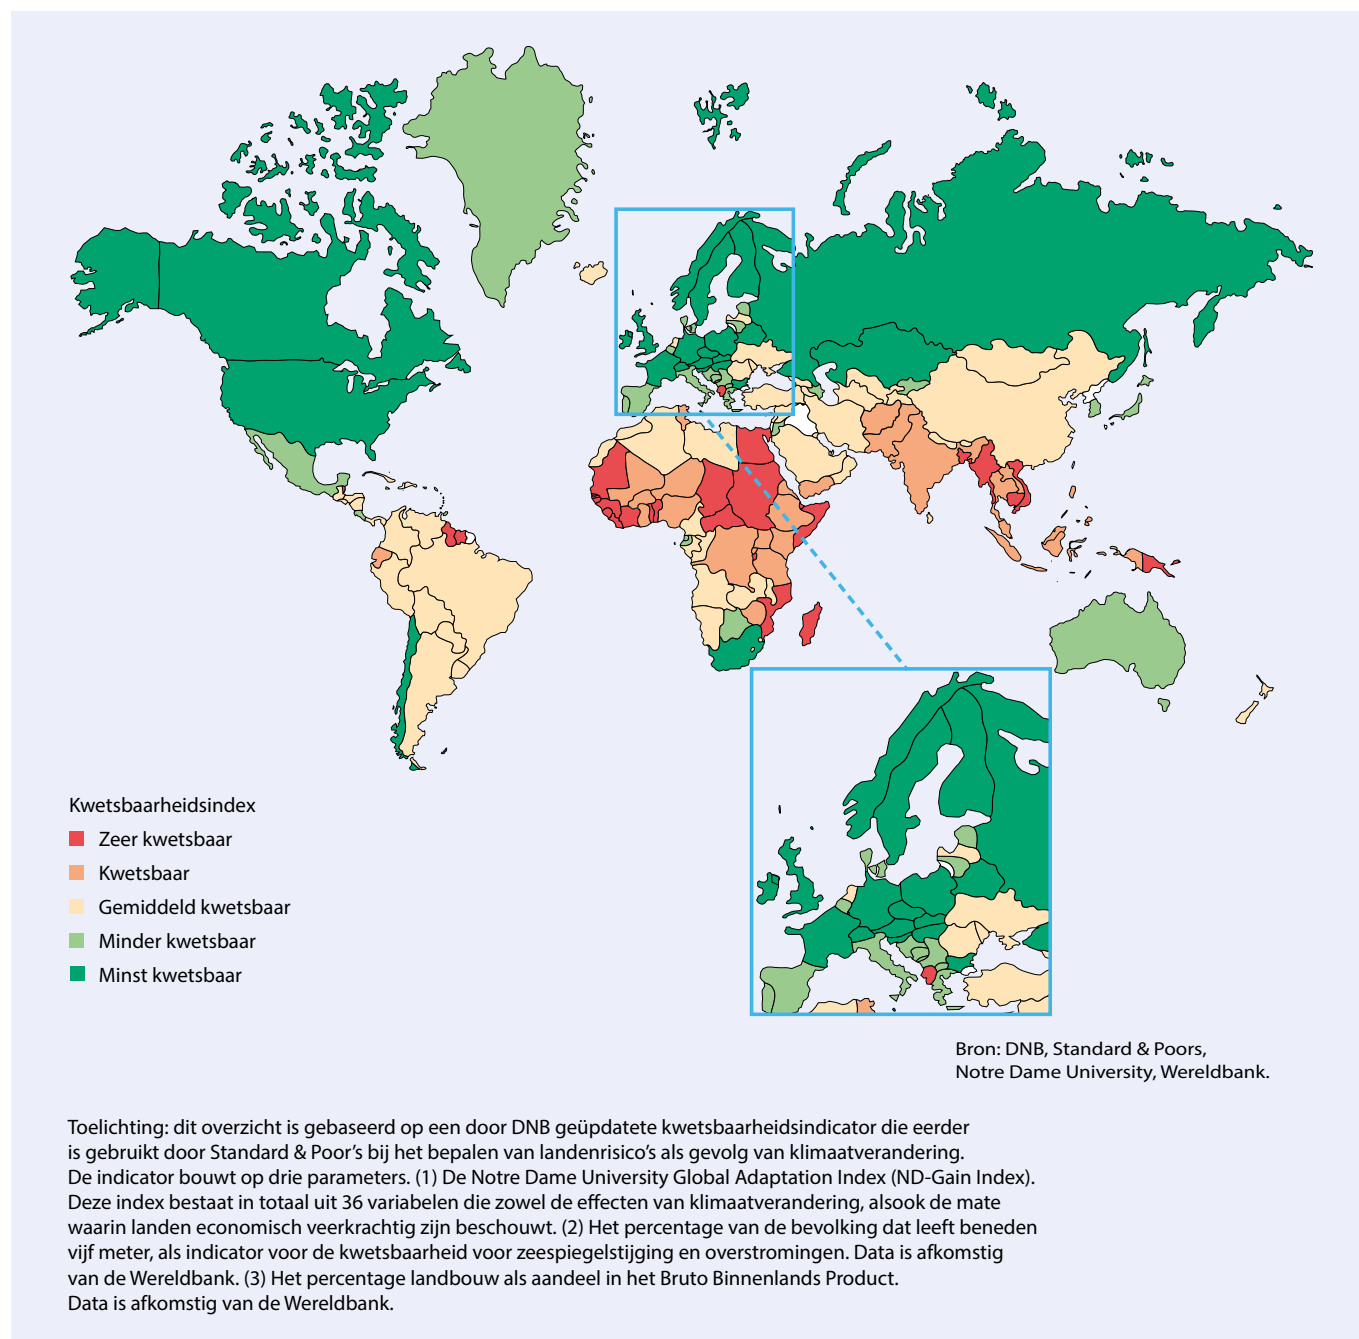 Kwetsbaarheidsindex
Zeer kwetsbaar
Kwetsbaar
Gemiddeld kwetsbaar
Minder kwetsbaar
Minst kwetsbaar
Bron: DNB, Standard & Poors,
Notre Dame University, Wereldbank.
Toelichting: dit overzicht is gebaseerd op een door DNB geüpdatete kwetsbaarheidsindicator die eerder
is gebruikt door Standard & Poor's bij het bepalen van landenrisico's als gevolg van klimaatverandering.
De indicator bouwt op drie parameters. (1) De Notre Dame University Global Adaptation Index (ND-Gain Index).
Deze index bestaat in totaal uit 36 variabelen die zowel de effecten van klimaatverandering, alsook de mate
waarin landen economisch veerkrachtig zijn beschouwt. (2) Het percentage van de bevolking dat leeft beneden
vijf meter, als indicator voor de kwetsbaarheid voor zeespiegelstijging en overstromingen. Data is afkomstig
van de Wereldbank. (3) Het percentage landbouw als aandeel in het Bruto Binnenlands Product.
Data is afkomstig van de Wereldbank.